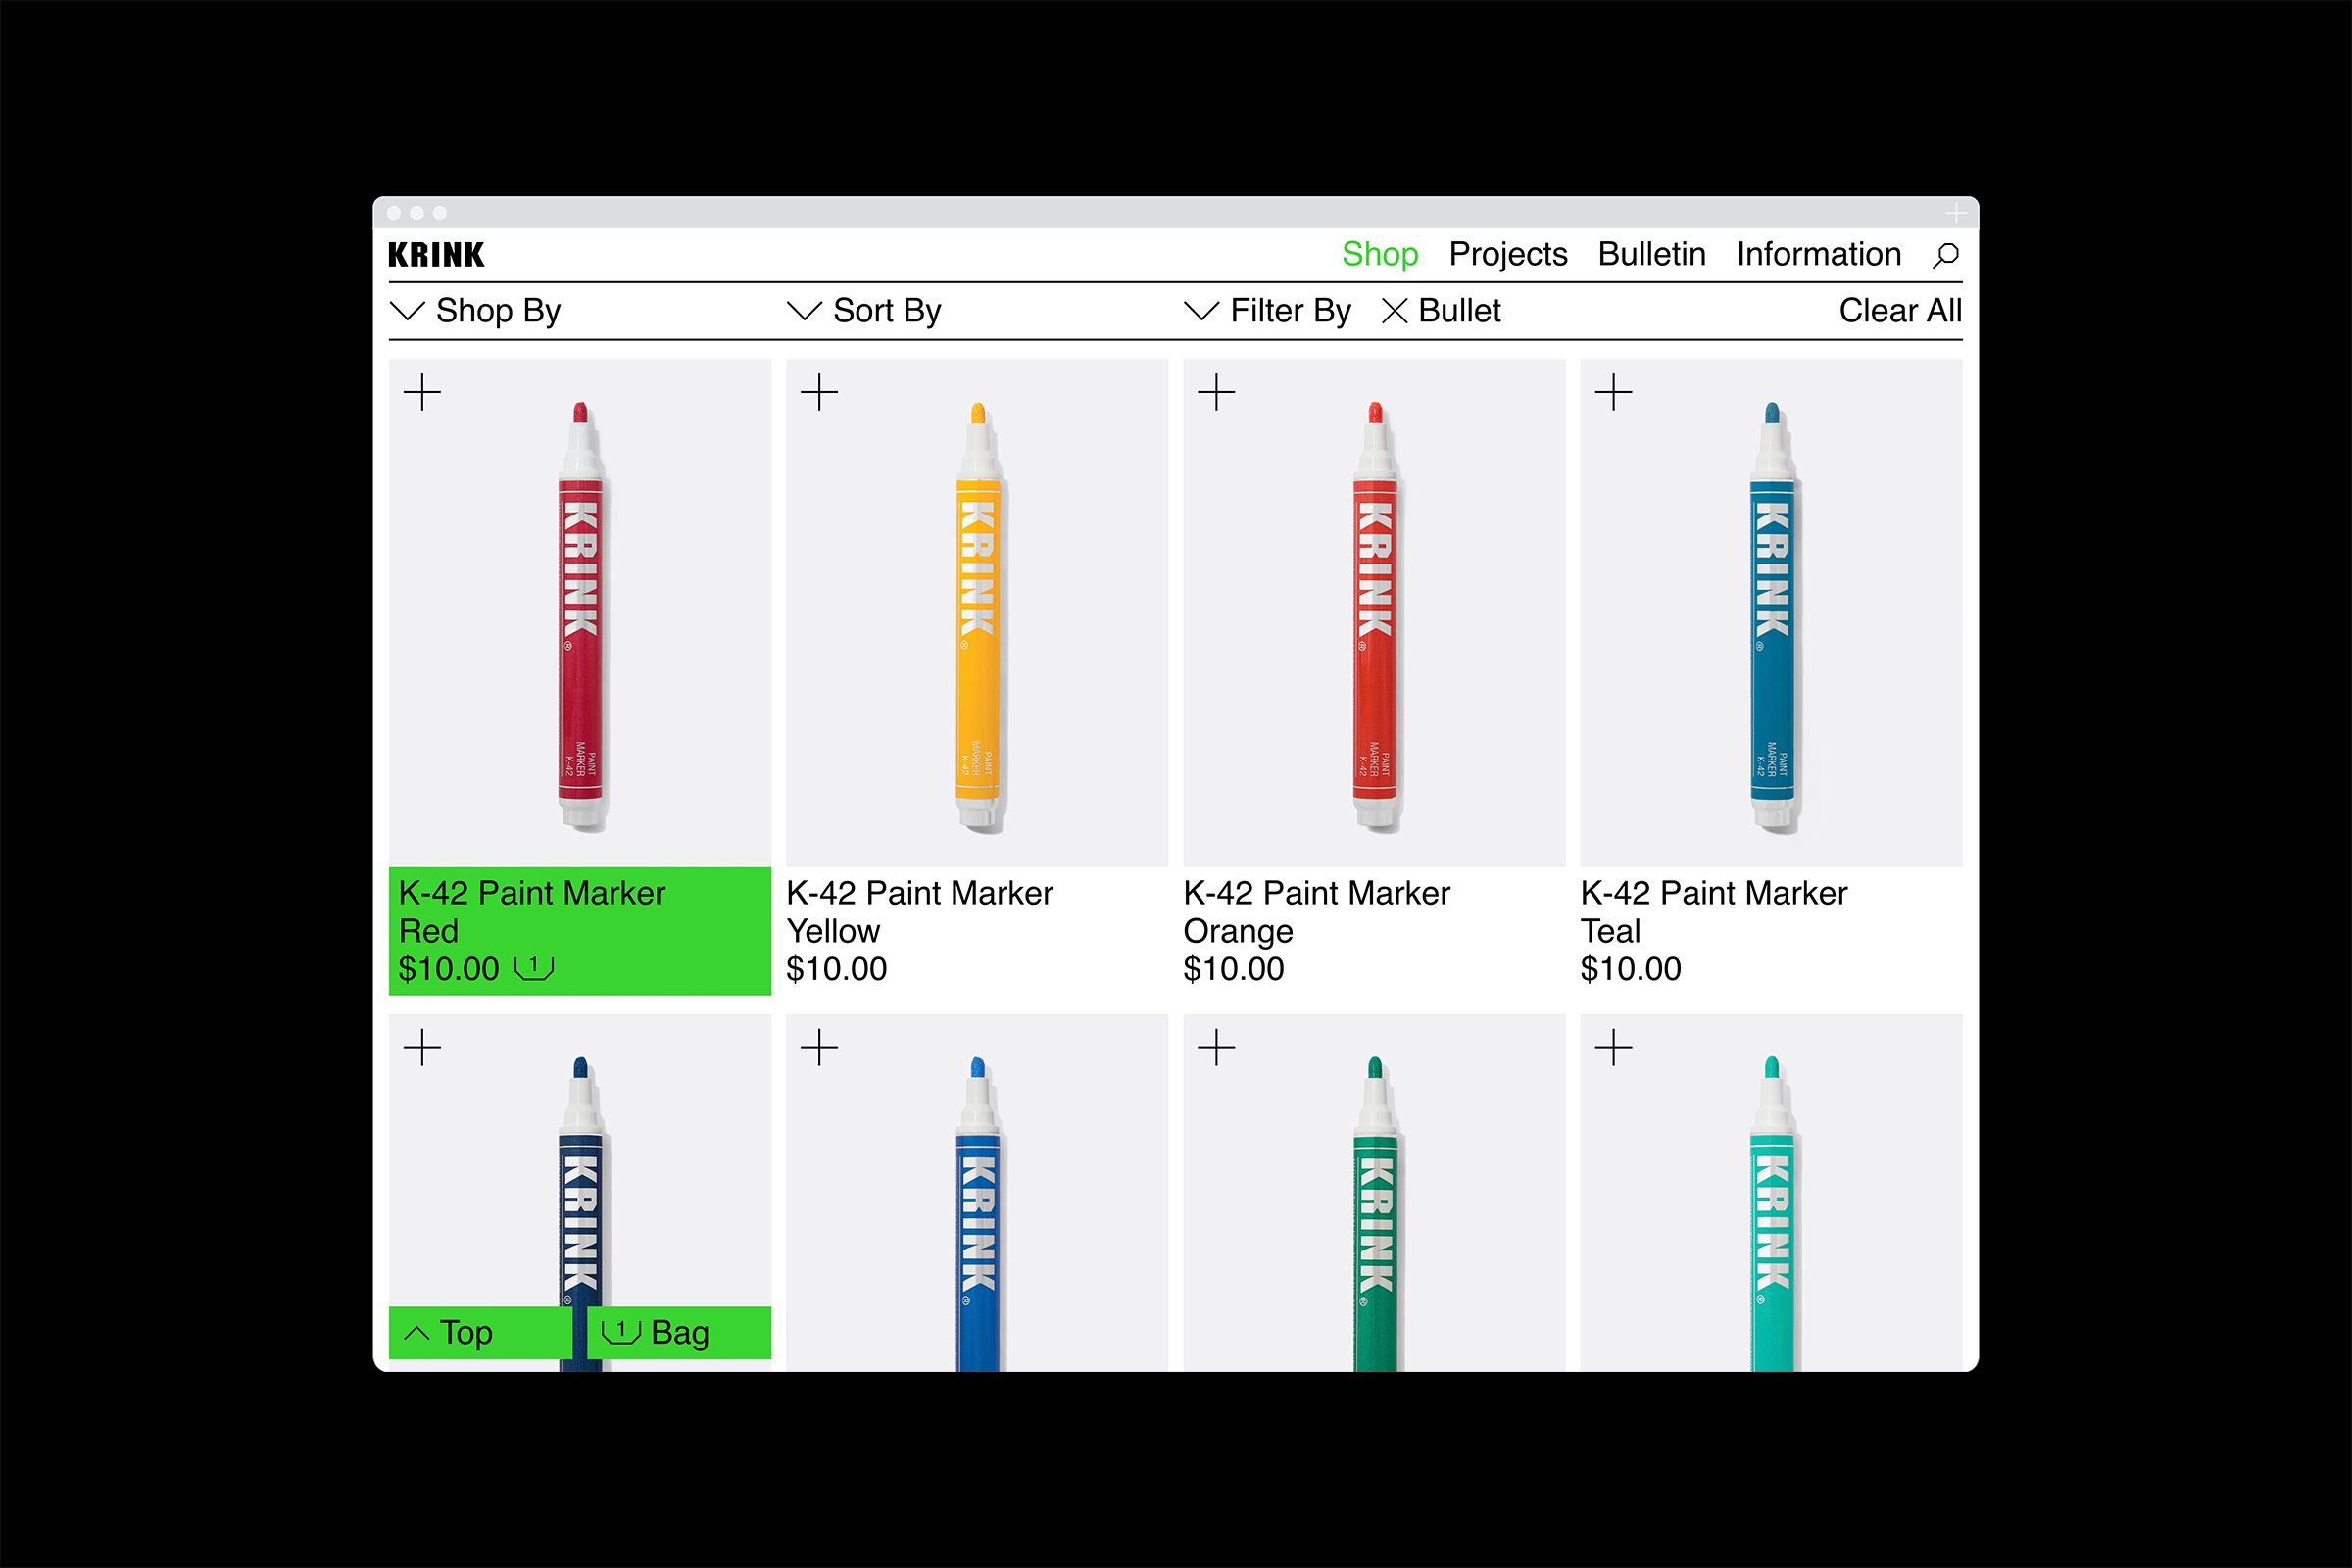 KRINK
Shop Projects Bulletin Information
Shop By Sort By Filter By Bullet Clear All
KRINK®
PAINT
MARKER
K-42
KRINK®
PAINT
MARKER
K-42
KRINK®
PAINT
MARKER
K-42
KRINK®
PAINT
MARKER
K-42
K-42 Paint Marker
Red
$10.00 1
K-42 Paint Marker
Yellow
$10.00
K-42 Paint Marker
Orange
$10.00
K-42 Paint Marker
Teal
$10.00
KRINK®
KRINK®
KRINK®
KRINK®
Top
1 Bag